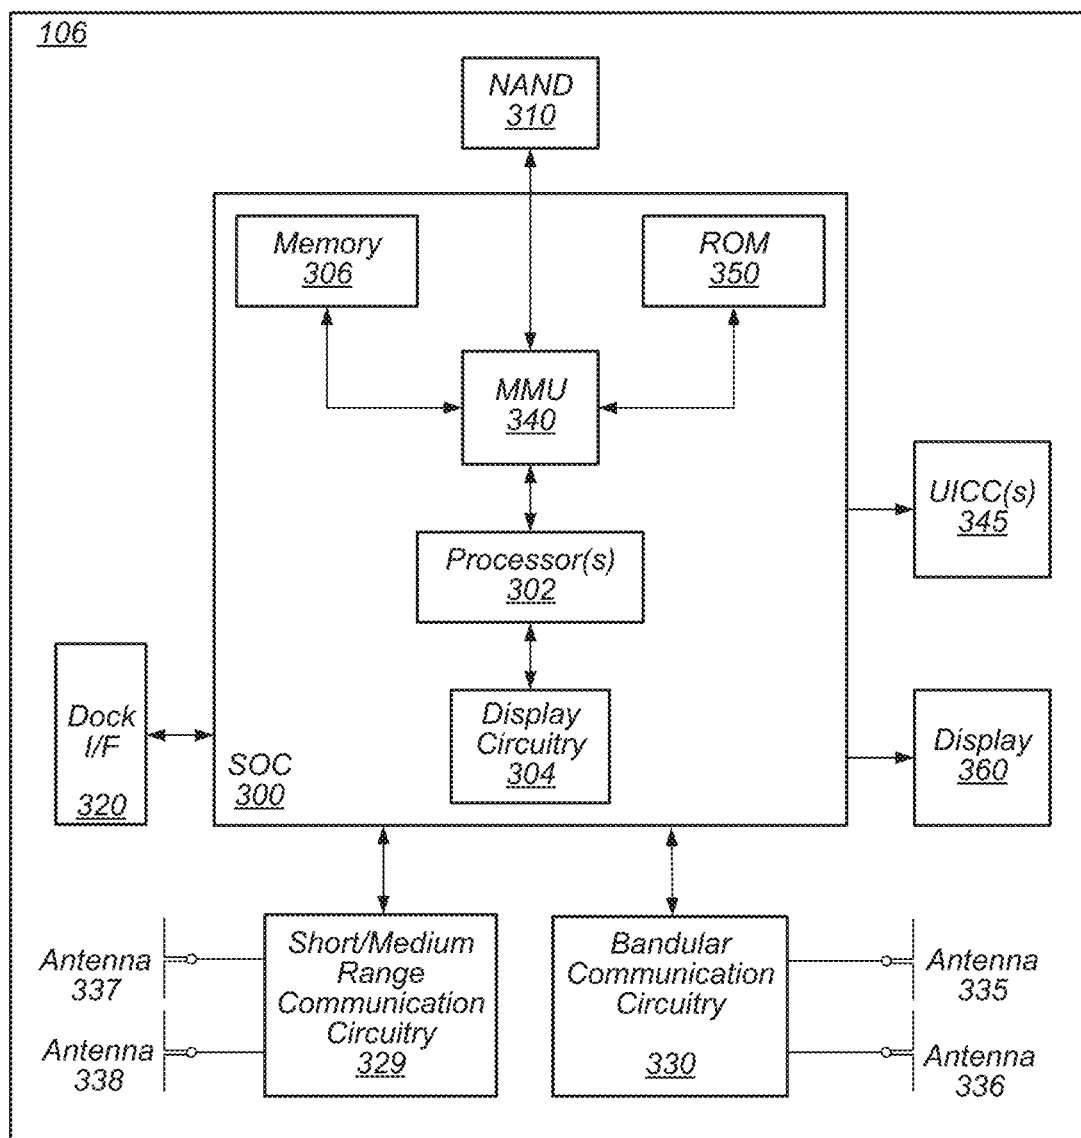 106
NAND
310
Memory
306
ROM
350
MMU
340
UICC(s)
345
Processor(s)
302
Dock
I/F
320
Display
Circuitry
304
SOC
300
Display
360
Short/Medium
Range
Communication
Circuitry
329
Bandular
Communication
Circuitry
330
Antenna
337
Antenna
338
Antenna
335
Antenna
336